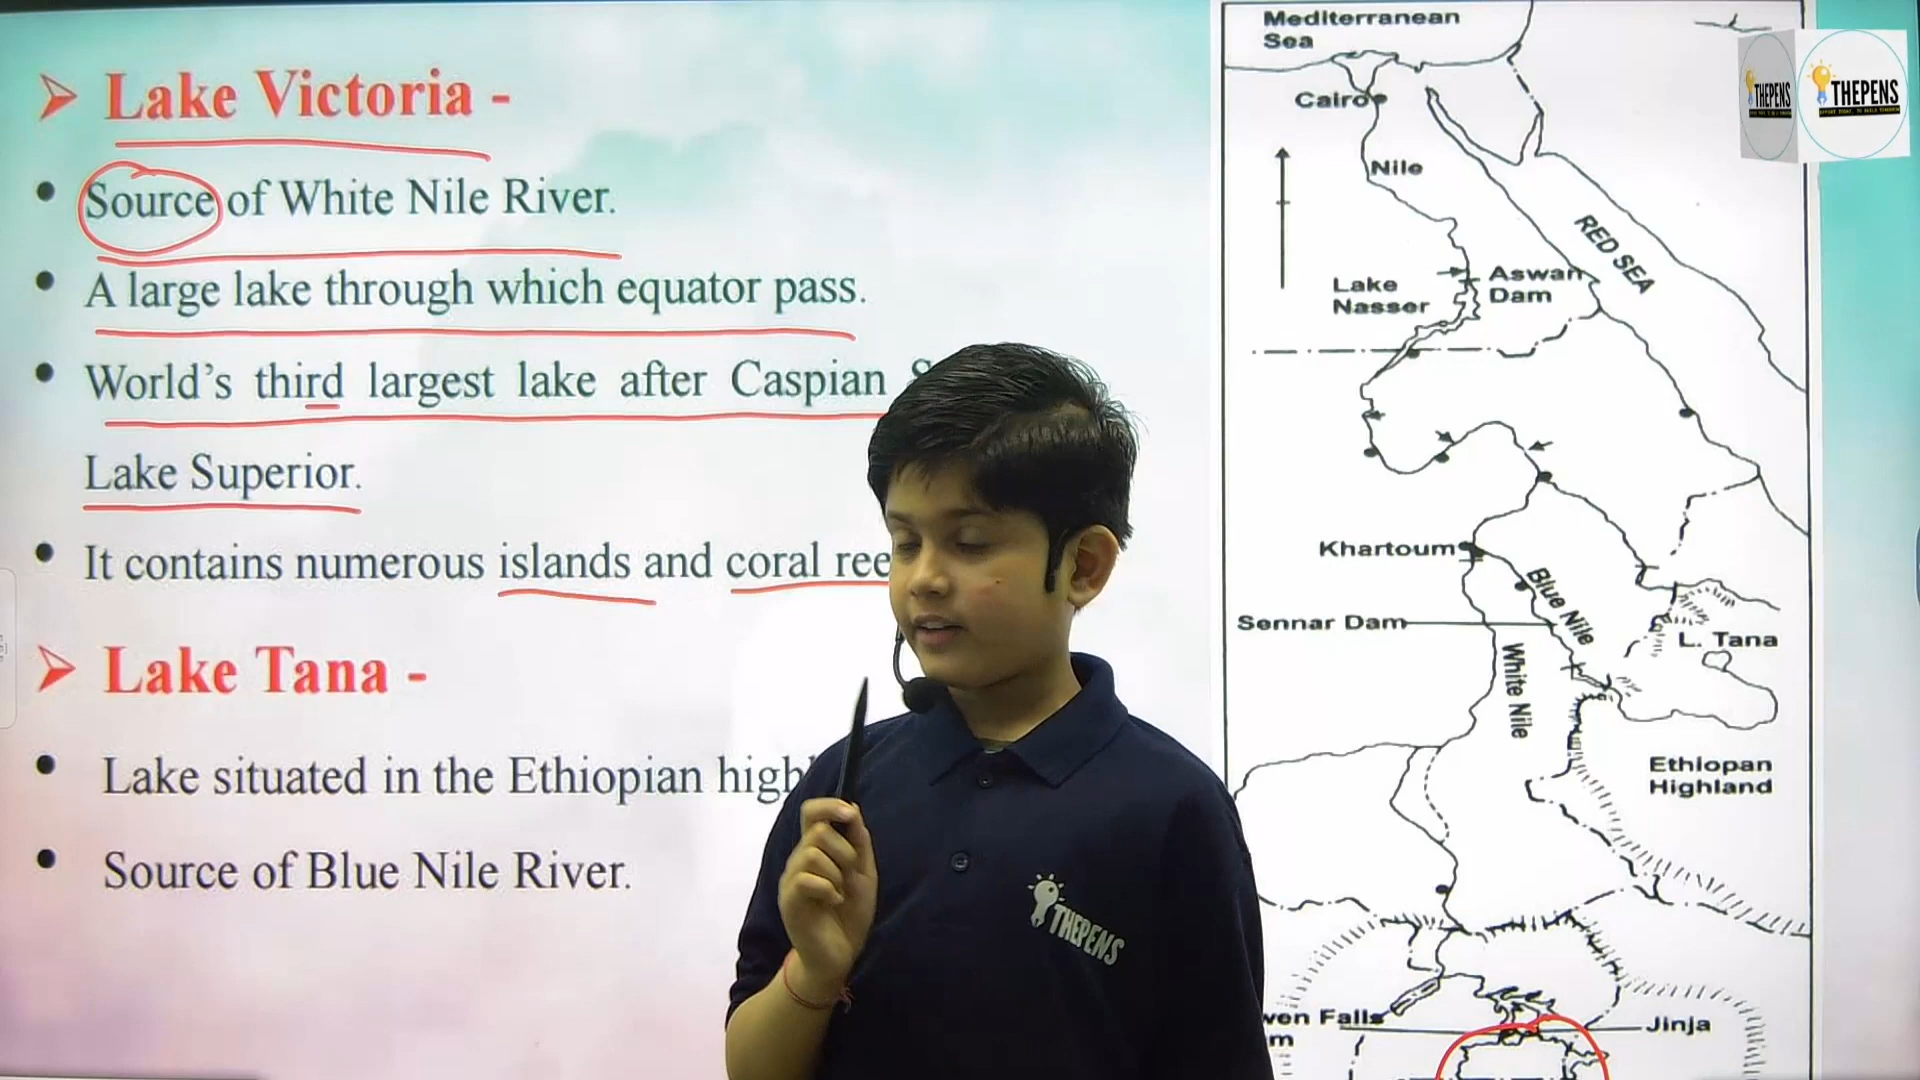 Lake Victoria -
Source of White Nile River.
A large lake through which equator pass.
World's third largest lake after Caspian
Lake Superior.
It contains numerous islands and coral
Lake Tana -
Lake situated in the Ethiopian
Source of Blue Nile River.
Mediterranean
Sea
Cairo
Nile
RED SEA
Lake
Nasser
Aswan
Dam
Khartoum
Blue Nile
Sennar Dam
L. Tana
White Nile
Ethiopian
Highland
Falls
Jinja
THEPENS
THEPENS
THEPENS